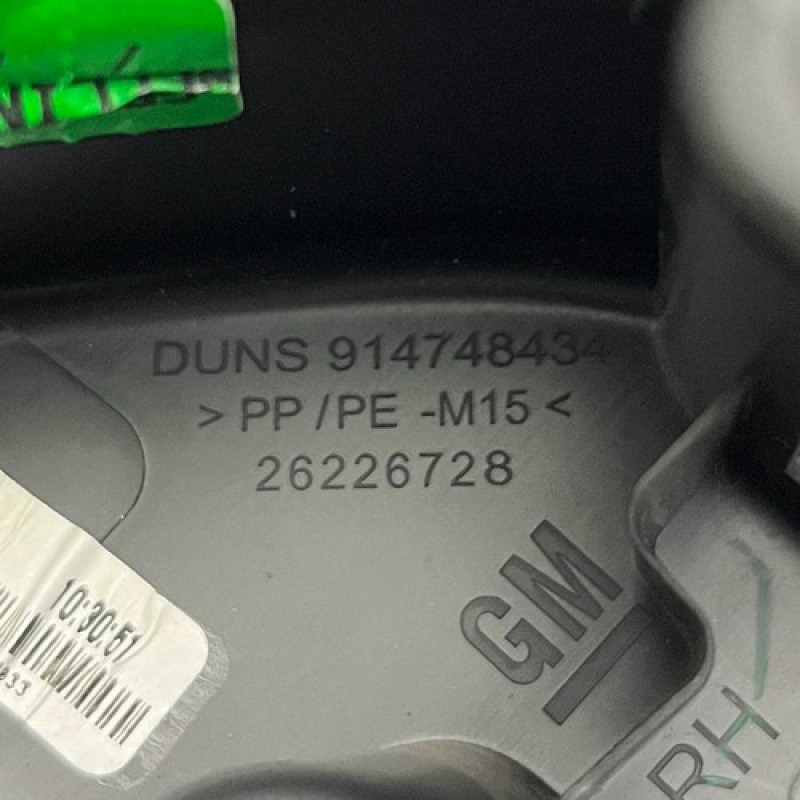 DUNS 914748434
> PP / PE -M15 <
26226728
10:30:51
GM
RH